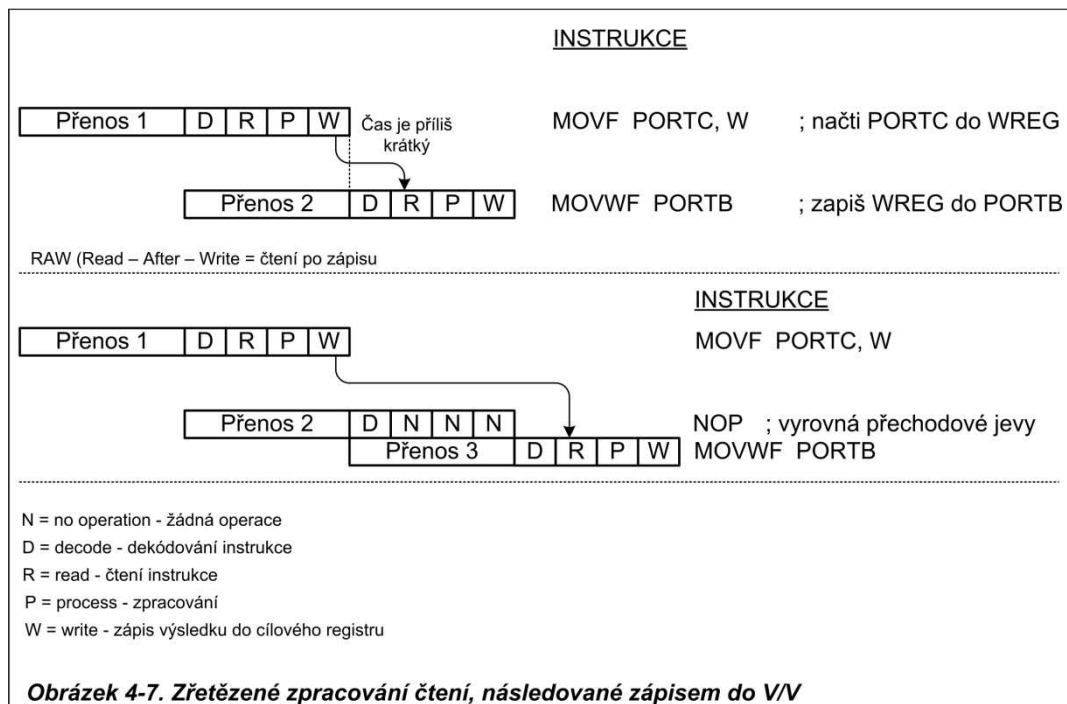 INSTRUKCE
Přenos 1 D R P W Čas je příliš krátký MOVF PORTC, W ; načti PORTC do WREG
Přenos 2 D R P W MOVWF PORTB ; zapiš WREG do PORTB
RAW (Read – After – Write = čtení po zápisu
INSTRUKCE
Přenos 1 D R P W MOVF PORTC, W
Přenos 2 D N N N NOP ; vyrovná přechodové jevy
Přenos 3 D R P W MOVWF PORTB
N = no operation - žádná operace
D = decode - dekódování instrukce
R = read - čtení instrukce
P = process - zpracování
W = write - zápis výsledku do cílového registru
Obrázek 4-7. Zřetězené zpracování čtení, následované zápisem do V/V